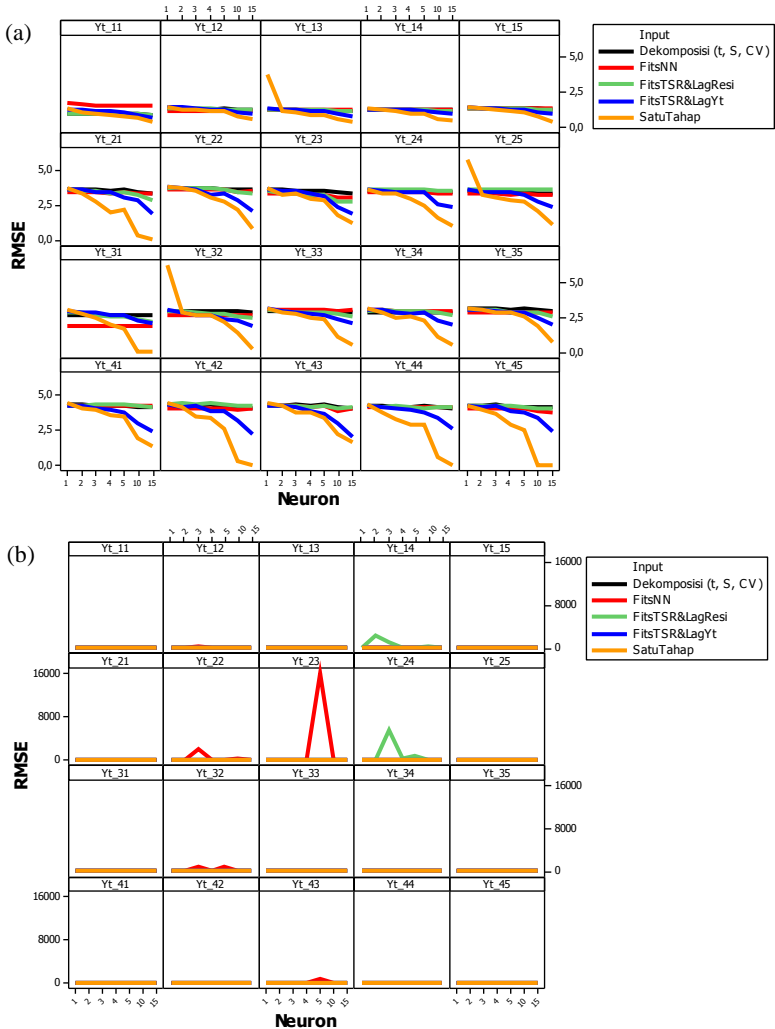 (a)
1 2 3 4 5 10 15 1 2 3 4 5 10 15
Yt_11 Yt_12 Yt_13 Yt_14 Yt_15
5,0
2,5
0,0
Input
Dekomposisi (t, S, CV)
FitsNN
FitsTSR&LagResi
FitsTSR&LagYt
SatuTahap
Yt_21 Yt_22 Yt_23 Yt_24 Yt_25
5,0
2,5
0,0
RMSE
Yt_31 Yt_32 Yt_33 Yt_34 Yt_35
5,0
2,5
0,0
Yt_41 Yt_42 Yt_43 Yt_44 Yt_45
5,0
2,5
0,0
1 2 3 4 5 10 15 1 2 3 4 5 10 15 1 2 3 4 5 10 15
Neuron
(b)
1 2 3 4 5 10 15 1 2 3 4 5 10 15
Yt_11 Yt_12 Yt_13 Yt_14 Yt_15
16000
8000
0
Input
Dekomposisi (t, S, CV)
FitsNN
FitsTSR&LagResi
FitsTSR&LagYt
SatuTahap
Yt_21 Yt_22 Yt_23 Yt_24 Yt_25
16000
8000
0
RMSE
Yt_31 Yt_32 Yt_33 Yt_34 Yt_35
16000
8000
0
Yt_41 Yt_42 Yt_43 Yt_44 Yt_45
16000
8000
0
1 2 3 4 5 10 15 1 2 3 4 5 10 15 1 2 3 4 5 10 15
Neuron